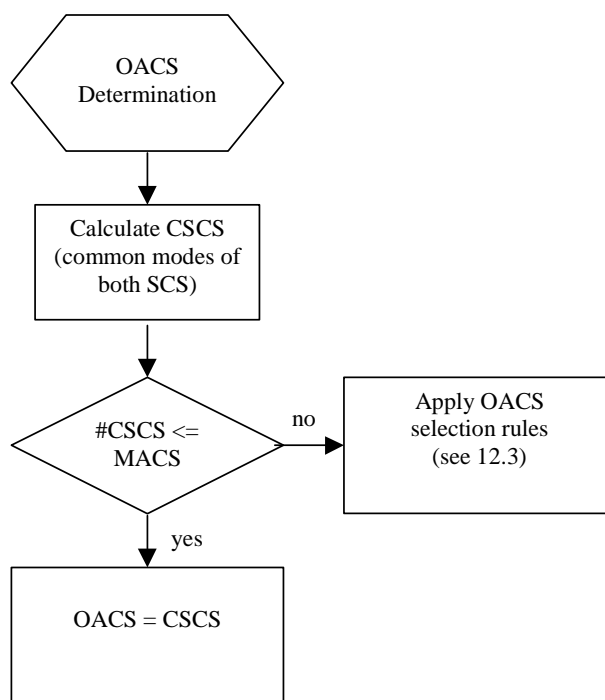 OACS
Determination
Calculate CSCS
(common modes of
both SCS)
#CSCS <=
MACS
no
Apply OACS
selection rules
(see 12.3)
yes
OACS = CSCS